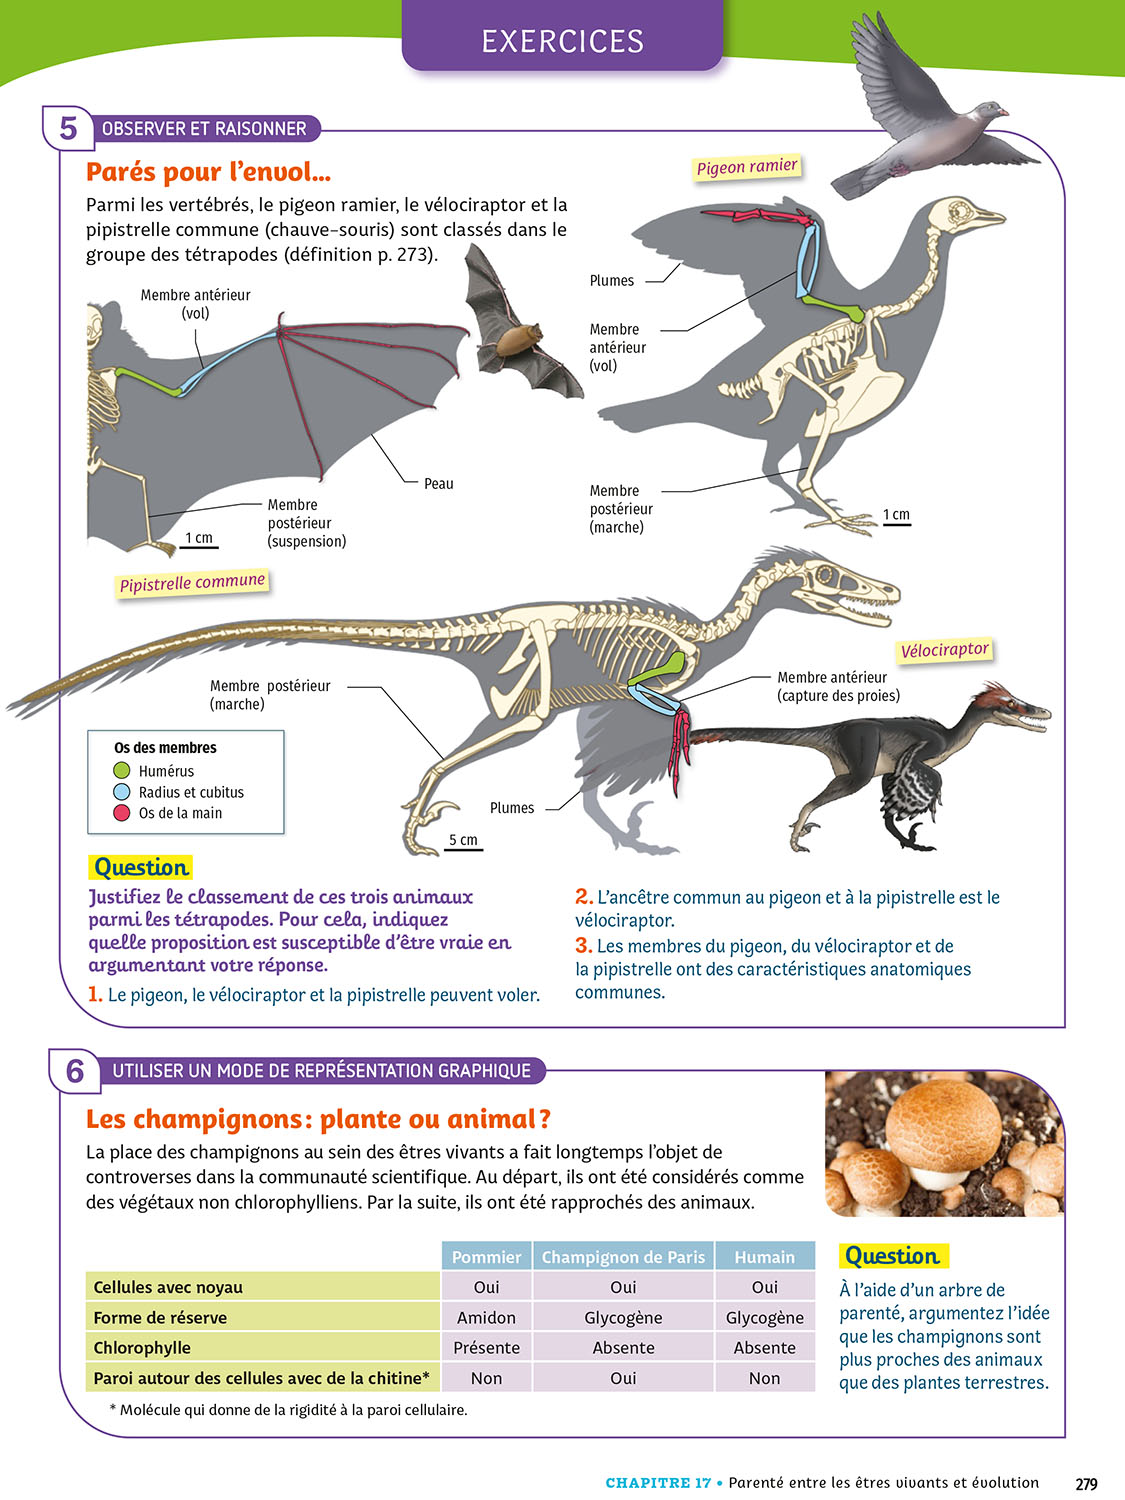 EXERCICES
5 OBSERVER ET RAISONNER
Parés pour l'envol...
Parmi les vertébrés, le pigeon ramier, le vélociraptor et la
pipistrelle commune (chauve-souris) sont classés dans le
groupe des tétrapodes (définition p. 273).
Pigeon ramier
Plumes
Membre
antérieur
(vol)
Membre
postérieur
(marche)
1 cm
Membre antérieur
(vol)
Peau
Membre
postérieur
(suspension)
1 cm
Pipistrelle commune
Vélociraptor
Membre antérieur
(capture des proies)
Membre postérieur
(marche)
Plumes
5 cm
Os des membres
Humérus
Radius et cubitus
Os de la main
Question
Justifiez le classement de ces trois animaux
parmi les tétrapodes. Pour cela, indiquez
quelle proposition est susceptible d'être vraie en
argumentant votre réponse.
1. Le pigeon, le vélociraptor et la pipistrelle peuvent voler.
2. L'ancêtre commun au pigeon et à la pipistrelle est le
vélociraptor.
3. Les membres du pigeon, du vélociraptor et de
la pipistrelle ont des caractéristiques anatomiques
communes.
6 UTILISER UN MODE DE REPRÉSENTATION GRAPHIQUE
Les champignons : plante ou animal ?
La place des champignons au sein des êtres vivants a fait longtemps l'objet de
controverses dans la communauté scientifique. Au départ, ils ont été considérés comme
des végétaux non chlorophylliens. Par la suite, ils ont été rapprochés des animaux.
Pommier Champignon de Paris Humain
Cellules avec noyau Oui Oui Oui
Forme de réserve Amidon Glycogène Glycogène
Chlorophylle Présente Absente Absente
Paroi autour des cellules avec de la chitine* Non Oui Non
* Molécule qui donne de la rigidité à la paroi cellulaire.
Question
À l'aide d'un arbre de
parenté, argumentez l'idée
que les champignons sont
plus proches des animaux
que des plantes terrestres.
CHAPITRE 17 • Parenté entre les êtres vivants et évolution 279